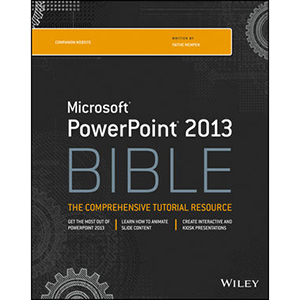 COMPANION WEBSITE
WRITTEN BY
FAITHE WEMPEN
Microsoft®
PowerPoint® 2013
BIBLE
THE COMPREHENSIVE TUTORIAL RESOURCE
GET THE MOST OUT OF
POWERPOINT 2013
LEARN HOW TO ANIMATE
SLIDE CONTENT
CREATE INTERACTIVE AND
KIOSK PRESENTATIONS
WILEY